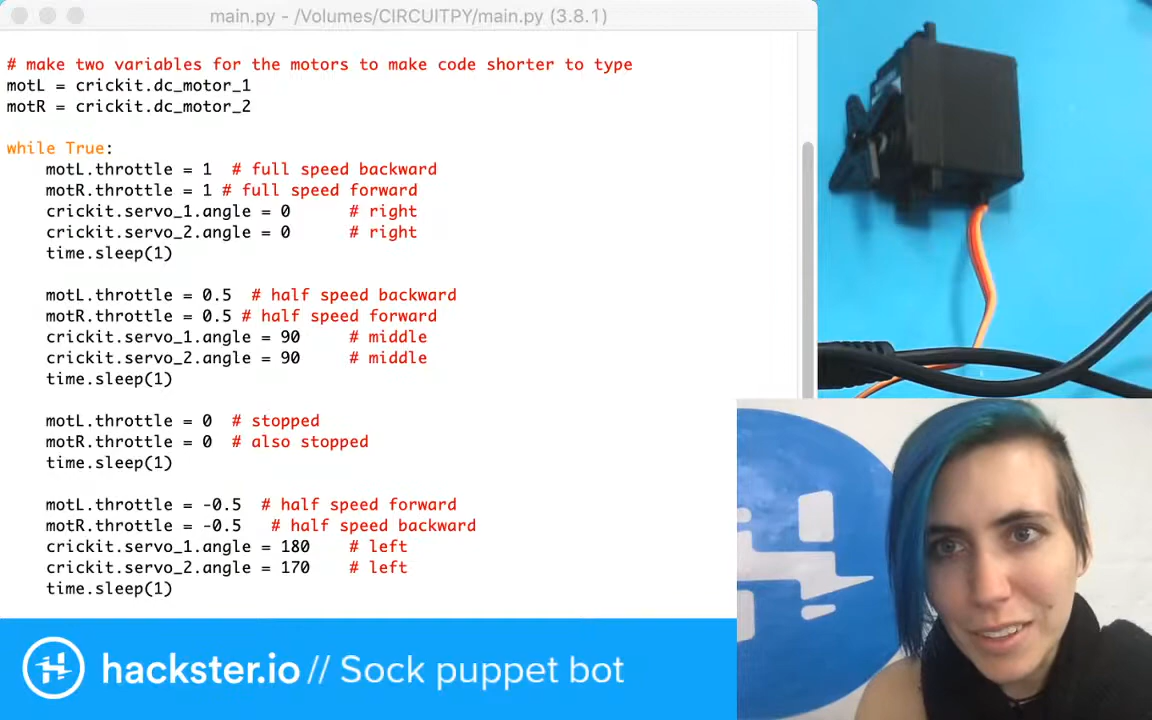 main.py - /Volumes/CIRCUITPY/main.py (3.8.1)
# make two variables for the motors to make code shorter to type
motL = crickit.dc_motor_1
motR = crickit.dc_motor_2
while True:
motL.throttle = 1 # full speed backward
motR.throttle = 1 # full speed forward
crickit.servo_1.angle = 0 # right
crickit.servo_2.angle = 0 # right
time.sleep(1)
motL.throttle = 0.5 # half speed backward
motR.throttle = 0.5 # half speed forward
crickit.servo_1.angle = 90 # middle
crickit.servo_2.angle = 90 # middle
time.sleep(1)
motL.throttle = 0 # stopped
motR.throttle = 0 # also stopped
time.sleep(1)
motL.throttle = -0.5 # half speed forward
motR.throttle = -0.5 # half speed backward
crickit.servo_1.angle = 180 # left
crickit.servo_2.angle = 170 # left
time.sleep(1)
hackster.io // Sock puppet bot